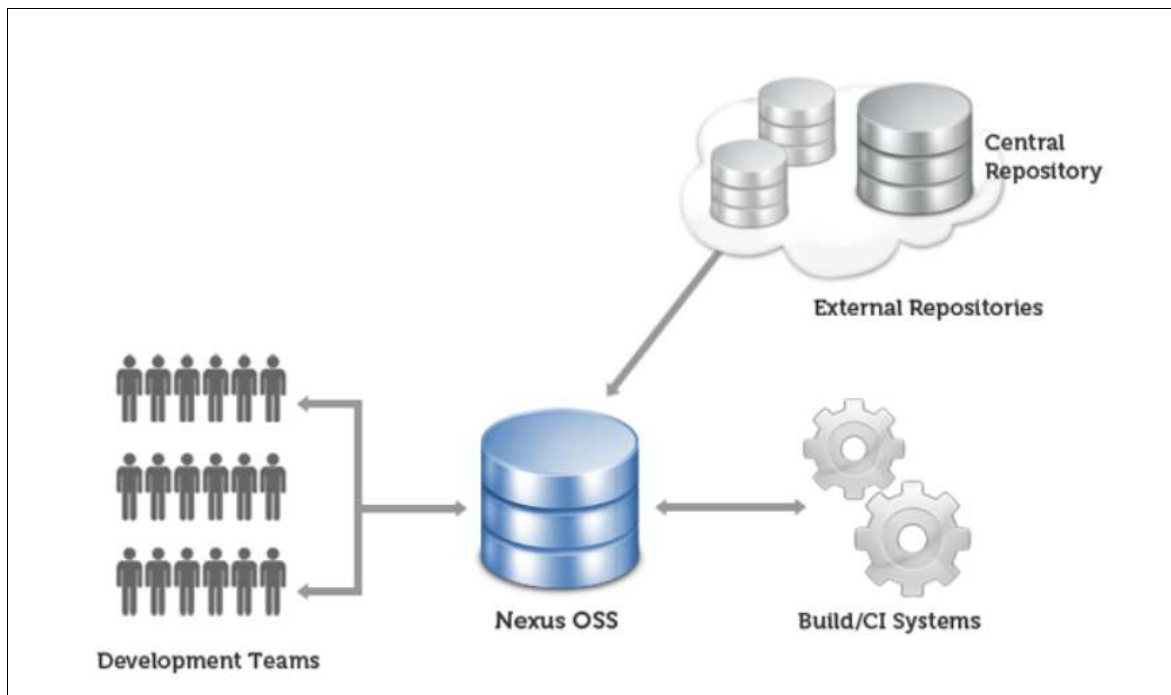 Central
Repository
External Repositories
Nexus OSS
Build/CI Systems
Development Teams